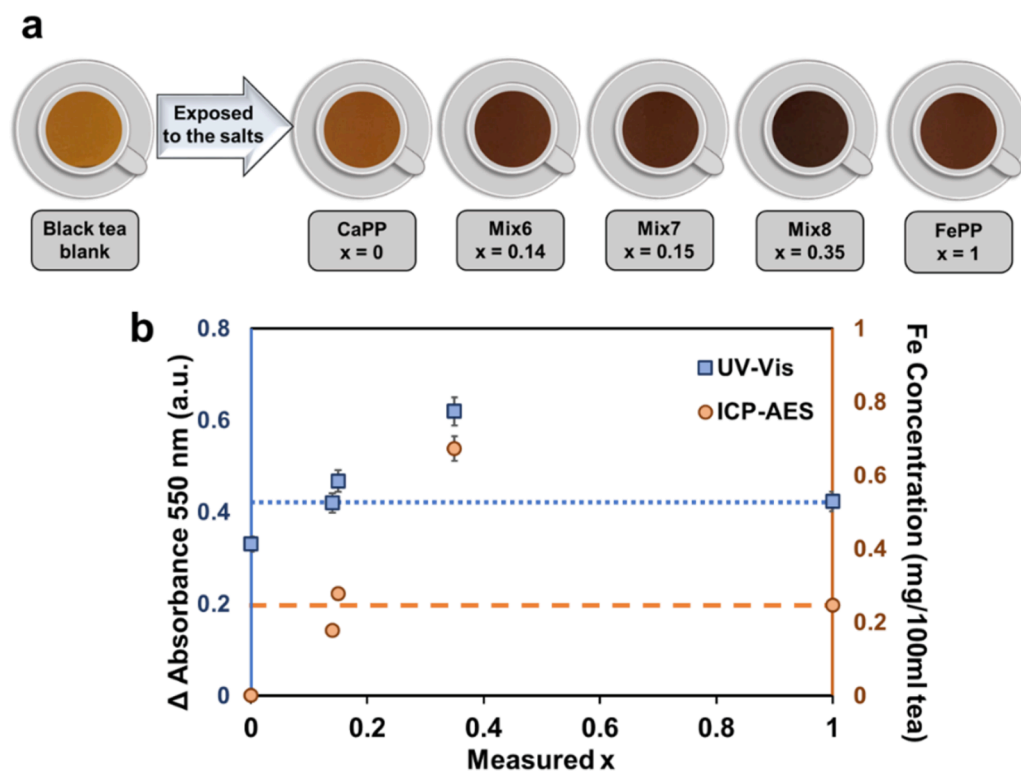 a
Exposed
to the salts
Black tea
blank
CaPP
x = 0
Mix6
x = 0.14
Mix7
x = 0.15
Mix8
x = 0.35
FePP
x = 1
b
Δ Absorbance 550 nm (a.u.)
0.8
0.6
0.4
0.2
0
UV-Vis
ICP-AES
1
0.8
0.6
0.4
0.2
0
Fe Concentration (mg/100ml tea)
0
0.2
0.4
0.6
0.8
1
Measured x